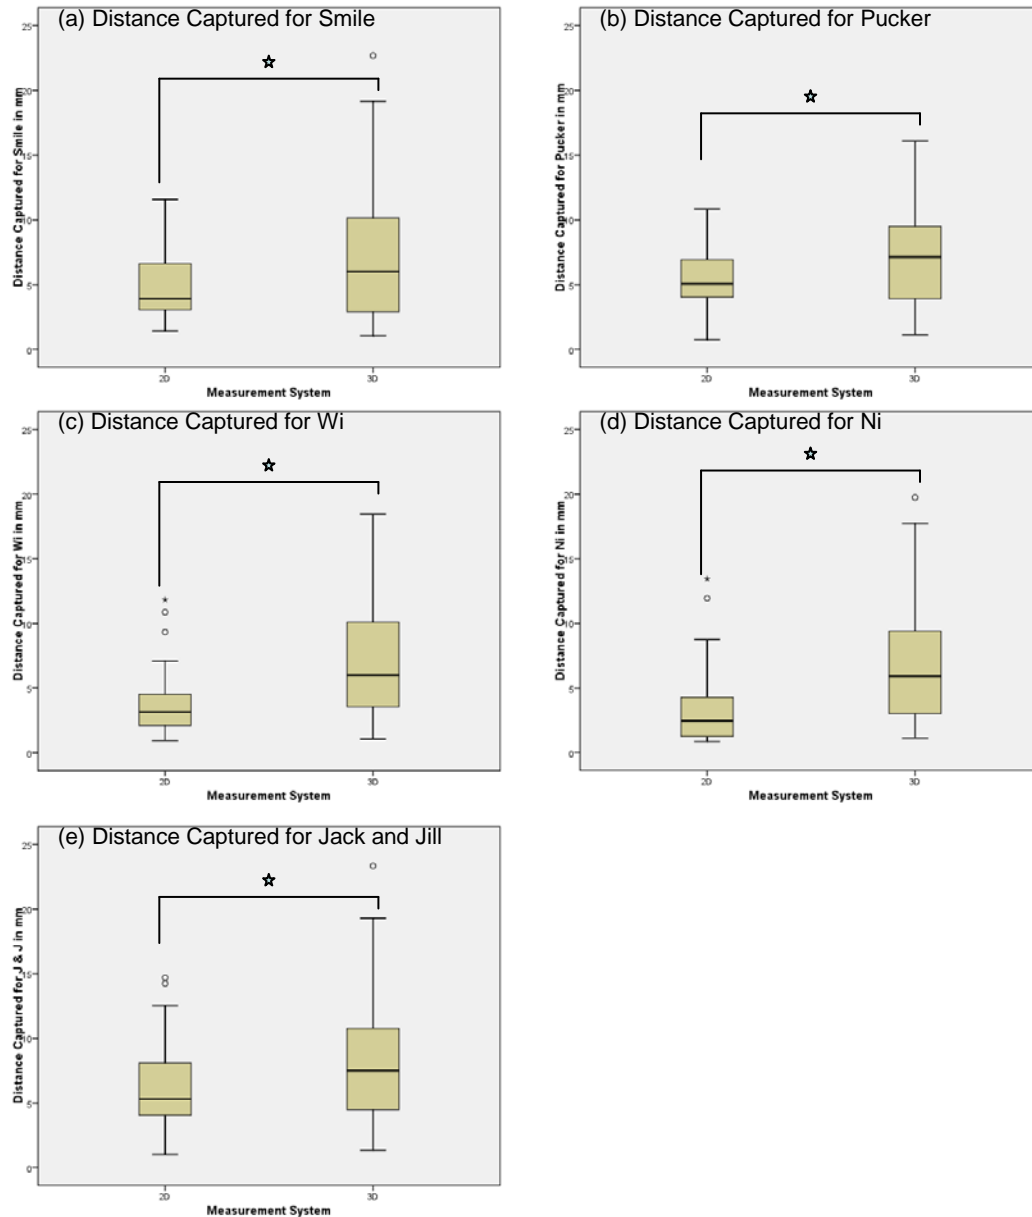 (a) Distance Captured for Smile
Distance Captured for Smile in mm
25
20
15
10
5
0
2D
3D
Measurement System
(b) Distance Captured for Pucker
Distance Captured for Pucker in mm
25
20
15
10
5
0
2D
3D
Measurement System
(c) Distance Captured for Wi
Distance Captured for Wi in mm
25
20
15
10
5
0
2D
3D
Measurement System
(d) Distance Captured for Ni
Distance Captured for Ni in mm
25
20
15
10
5
0
2D
3D
Measurement System
(e) Distance Captured for Jack and Jill
Distance Captured for J & J in mm
25
20
15
10
5
0
2D
3D
Measurement System